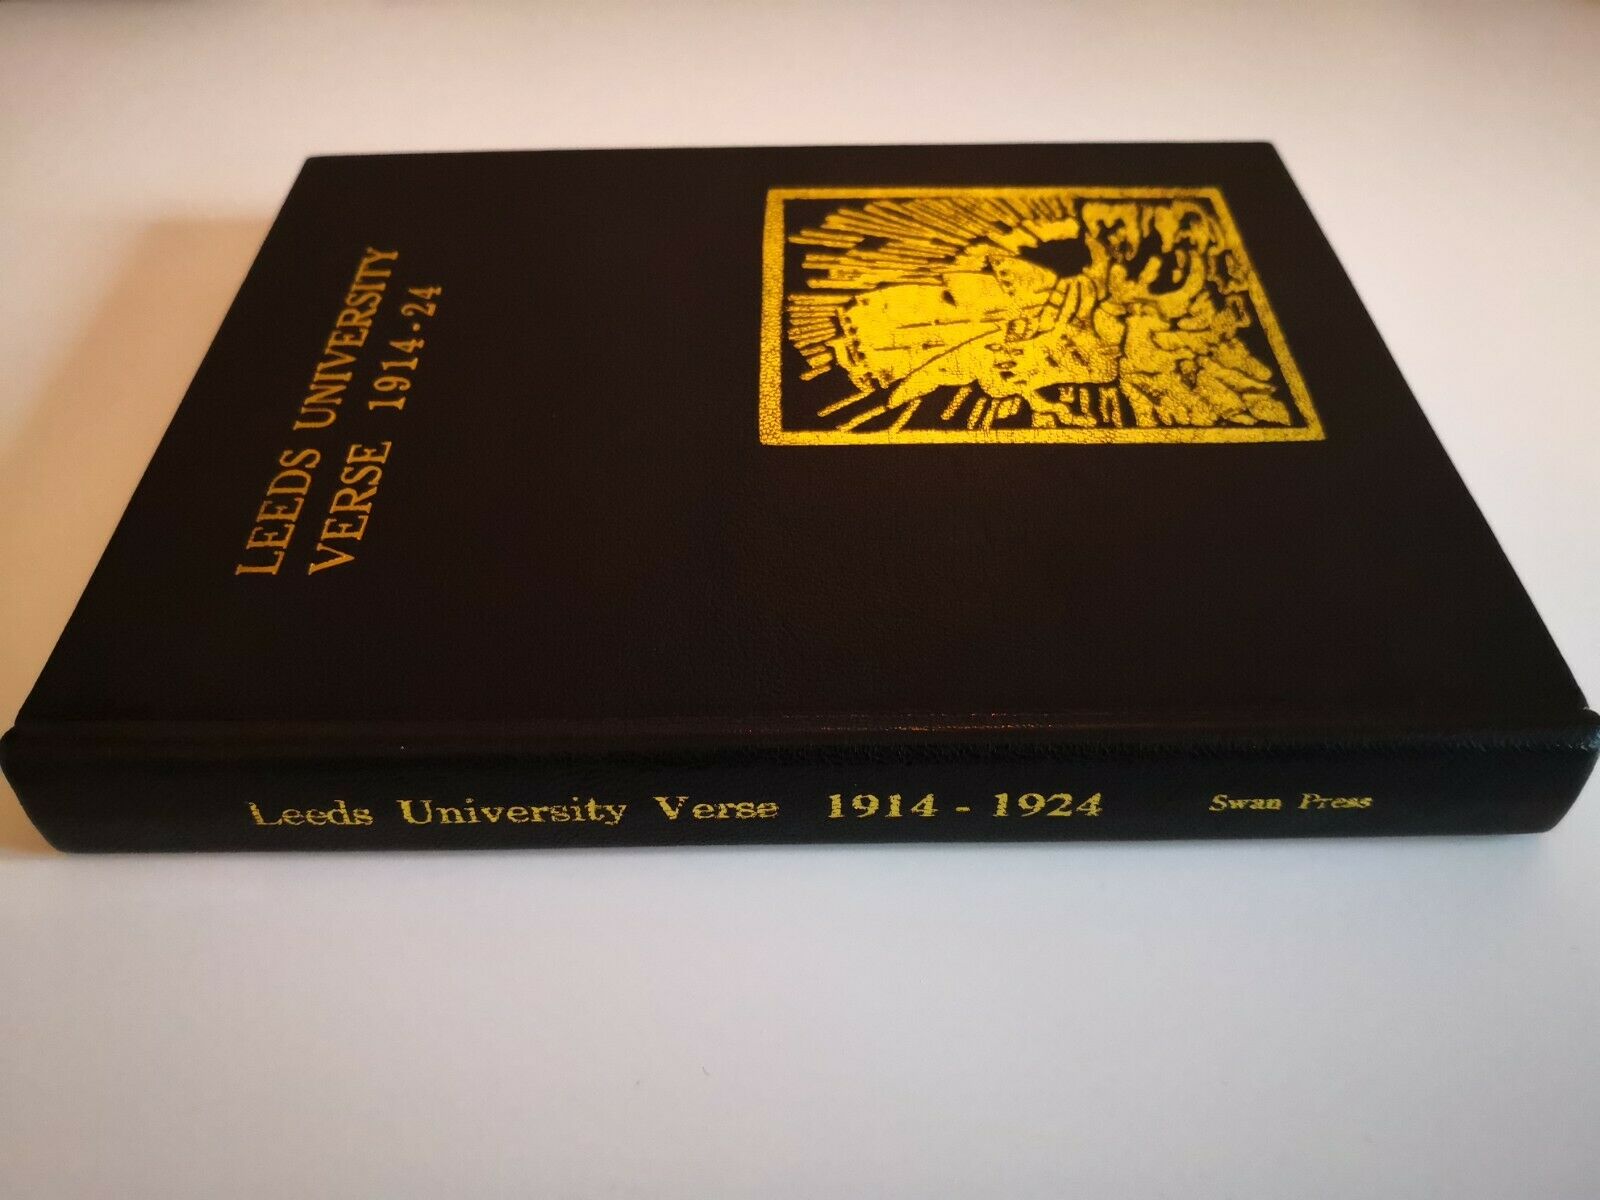 LEEDS UNIVERSITY
VERSE 1914-24
Leeds University Verse 1914 - 1924 Swan Press